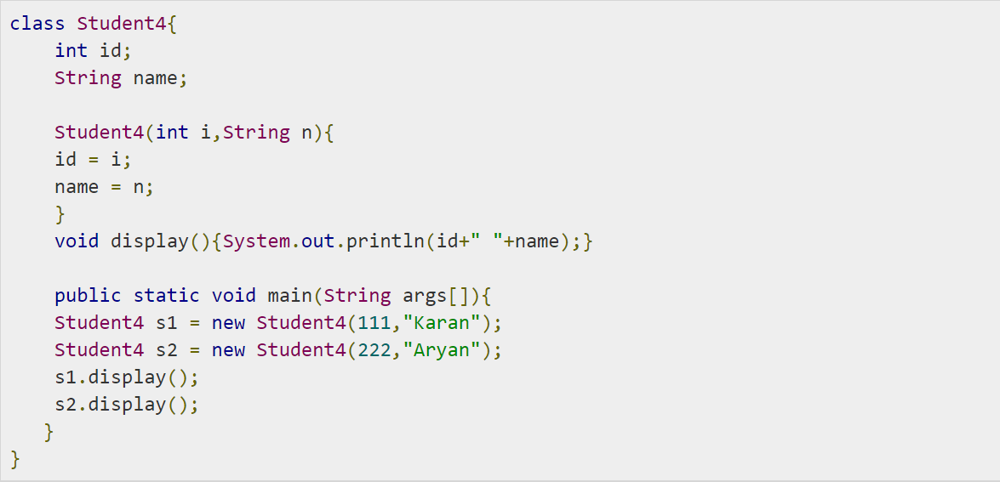 class Student4{
    int id;
    String name;

    Student4(int i,String n){
    id = i;
    name = n;
    }
    void display(){System.out.println(id+" "+name);}

    public static void main(String args[]){
    Student4 s1 = new Student4(111,"Karan");
    Student4 s2 = new Student4(222,"Aryan");
    s1.display();
    s2.display();
   }
}